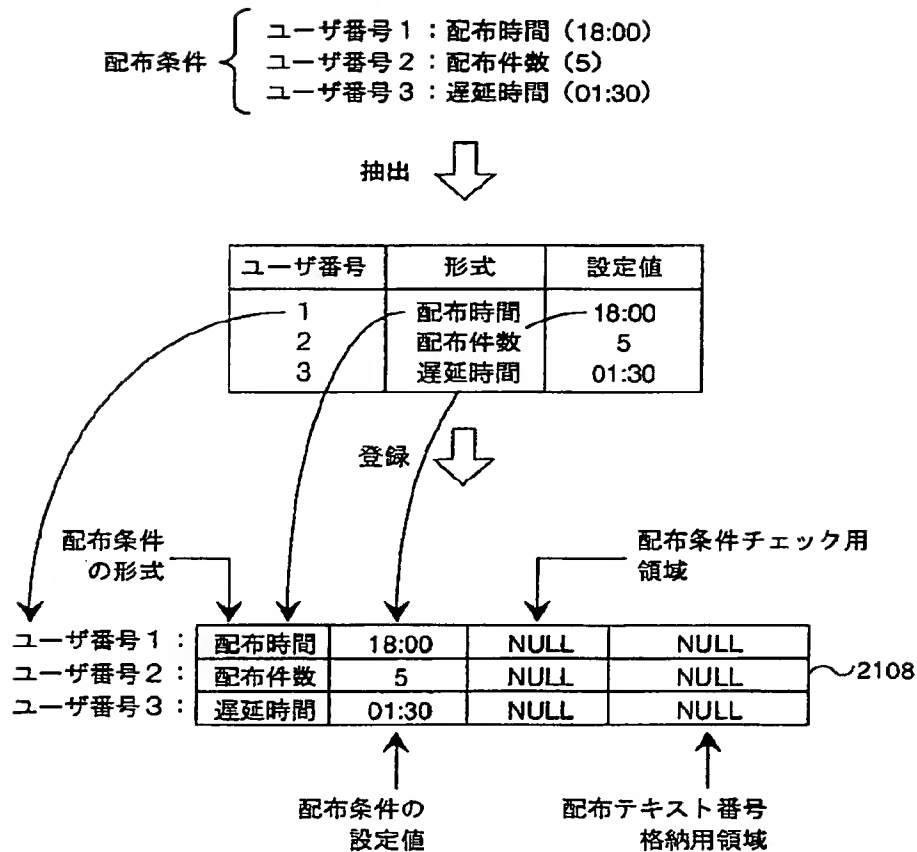 配布条件
ユーザ番号1：配布時間（18:00）
ユーザ番号2：配布件数（5）
ユーザ番号3：遅延時間（01:30）
抽出
ユーザ番号 形式 設定値
1 配布時間 18:00
2 配布件数 5
3 遅延時間 01:30
登録
配布条件
の形式
配布条件チェック用
領域
ユーザ番号1： 配布時間 18:00 NULL NULL
ユーザ番号2： 配布件数 5 NULL NULL 2108
ユーザ番号3： 遅延時間 01:30 NULL NULL
配布条件の
設定値
配布テキスト番号
格納用領域